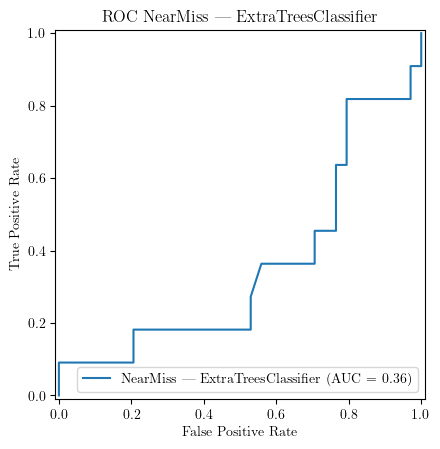 ROC NearMiss — ExtraTreesClassifier
1.0
0.8
0.6
0.4
0.2
0.0
True Positive Rate
NearMiss — ExtraTreesClassifier (AUC = 0.36)
0.0 0.2 0.4 0.6 0.8 1.0
False Positive Rate